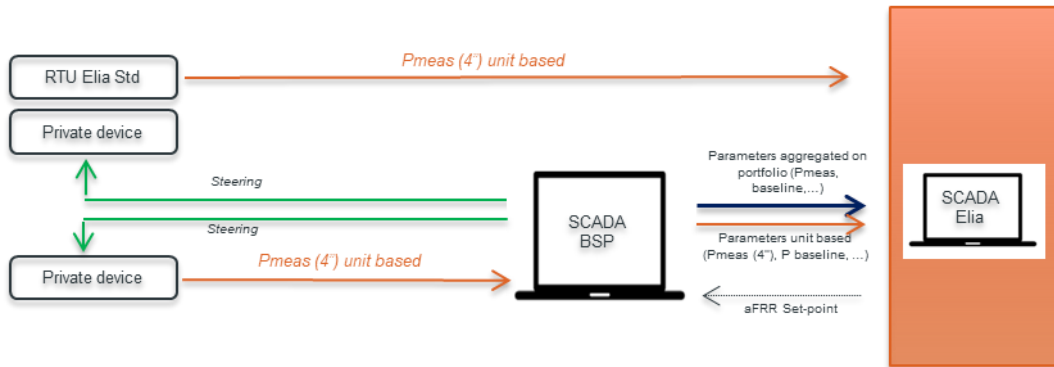 Pmeas (4") unit based
RTU Elia Std
Private device
Steering
Steering
Private device
Pmeas (4") unit based
SCADA
BSP
Parameters aggregated on
portfolio (Pmeas,
baseline,...)
Parameters unit based
(Pmeas (4"), P baseline, ...)
aFRR Set-point
SCADA
Elia